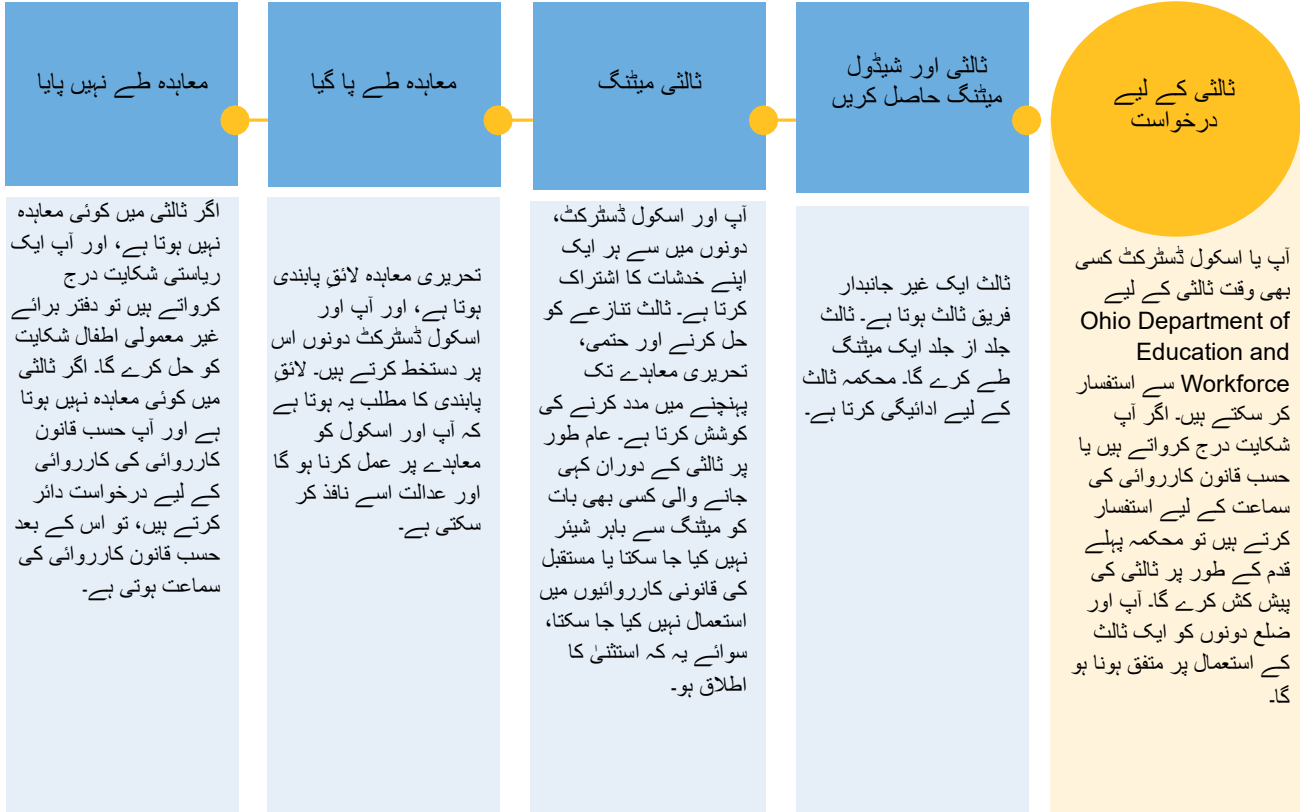 ثالثی کے لیے
درخواست
آپ یا اسکول ڈسٹرکٹ کسی
بھی وقت ثالثی کے لیے
Ohio Department of
Education and
Workforce سے استفسار
کر سکتے ہیں۔ اگر آپ
شکایت درج کرواتے ہیں یا
حسب قانون کارروائی کی
سماعت کے لیے استفسار
کرتے ہیں تو محکمہ پہلے
قدم کے طور پر ثالثی کی
پیش کش کرے گا۔ آپ اور
ضلع دونوں کو ایک ثالث
کے استعمال پر متفق ہونا ہو
گا۔
ثالثی اور شیڈول
میٹنگ حاصل کریں
ثالث ایک غیر جانبدار
فریق ثالث ہوتا ہے۔ ثالث
جلد از جلد ایک میٹنگ
طے کرے گا۔ محکمہ ثالث
کے لیے ادائیگی کرتا ہے۔
ثالثی میٹنگ
آپ اور اسکول ڈسٹرکٹ،
دونوں میں سے ہر ایک
اپنے خدشات کا اشتراک
کرتا ہے۔ ثالث تنازعے کو
حل کرنے اور حتمی،
تحریری معاہدے تک
پہنچنے میں مدد کرنے کی
کوشش کرتا ہے۔ عام طور
پر ثالثی کے دوران کہی
جانے والی کسی بھی بات
کو میٹنگ سے باہر شیئر
نہیں کیا جا سکتا یا مستقبل
کی قانونی کارروائیوں میں
استعمال نہیں کیا جا سکتا،
سوائے یہ کہ استثنیٰ کا
اطلاق ہو۔
معاہدہ طے پا گیا
تحریری معاہدہ لائقِ پابندی
ہوتا ہے، اور آپ اور
اسکول ڈسٹرکٹ دونوں اس
پر دستخط کرتے ہیں۔ لائقِ
پابندی کا مطلب یہ ہوتا ہے
کہ آپ اور اسکول کو
معاہدے پر عمل کرنا ہو گا
اور عدالت اسے نافذ کر
سکتی ہے۔
معاہدہ طے نہیں پایا
اگر ثالثی میں کوئی معاہدہ
نہیں ہوتا ہے، اور آپ ایک
ریاستی شکایت درج
کرواتے ہیں تو دفتر برائے
غیر معمولی اطفال شکایت
کو حل کرے گا۔ اگر ثالثی
میں کوئی معاہدہ نہیں ہوتا
ہے اور آپ حسب قانون
کارروائی کی کارروائی
کے لیے درخواست دائر
کرتے ہیں، تو اس کے بعد
حسب قانون کارروائی کی
سماعت ہوتی ہے۔